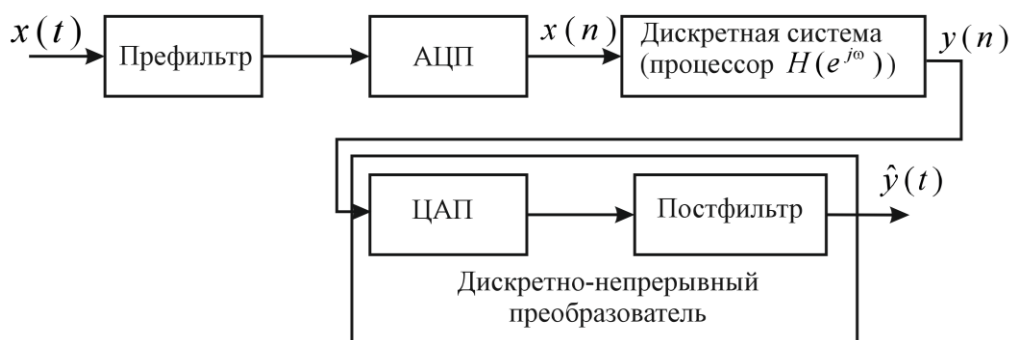 x(t)
Префильтр
АЦП
x(n)
Дискретная система
(процессор H(e^{jω}))
y(n)
ЦАП
Постфильтр
ŷ(t)
Дискретно-непрерывный
преобразователь